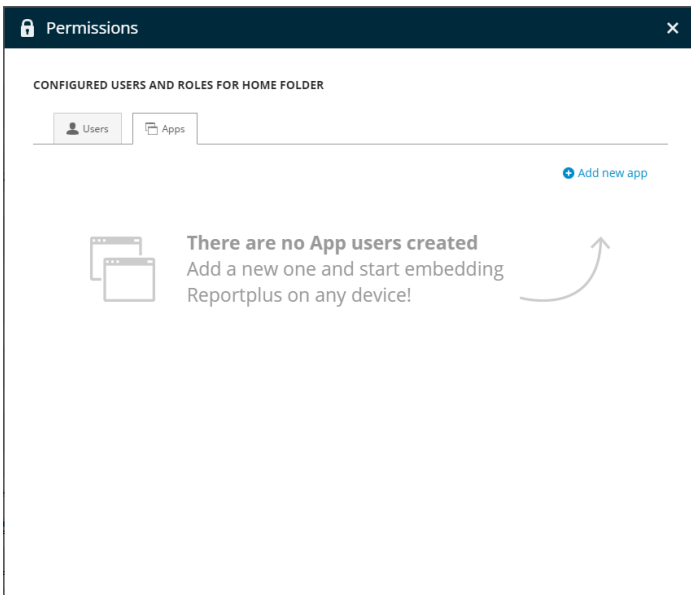 Permissions
CONFIGURED USERS AND ROLES FOR HOME FOLDER
Users
Apps
Add new app
There are no App users created
Add a new one and start embedding
Reportplus on any device!